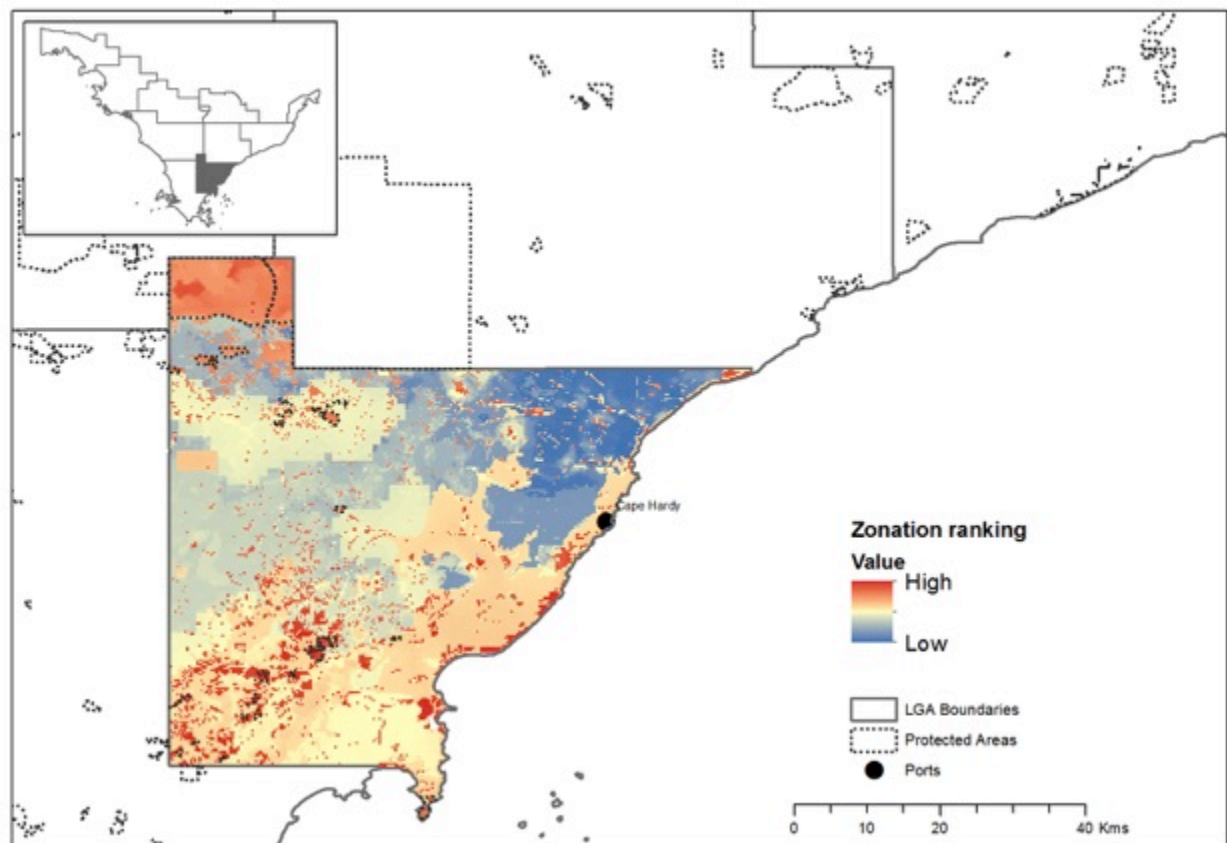 Cape Hardy
Zonation ranking
Value
High
Low
LGA Boundaries
Protected Areas
Ports
0 10 20 40 Kms